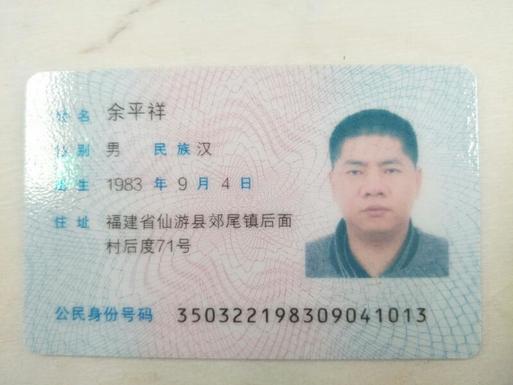 姓名 余平祥
性别 男 民族 汉
出生 1983 年 9 月 4 日
住址 福建省仙游县郊尾镇后面
村后度71号
公民身份号码 350322198309041013